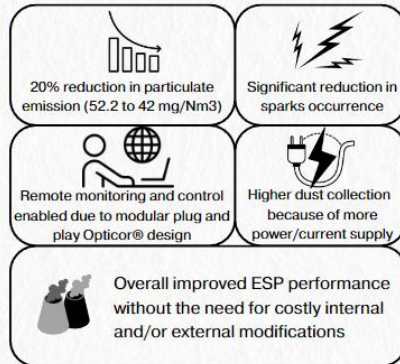 20% reduction in particulate
emission (52.2 to 42 mg/Nm3)
Significant reduction in
sparks occurrence
Remote monitoring and control
enabled due to modular plug and
play Opticor® design
Higher dust collection
because of more
power/current supply
Overall improved ESP performance
without the need for costly internal
and/or external modifications